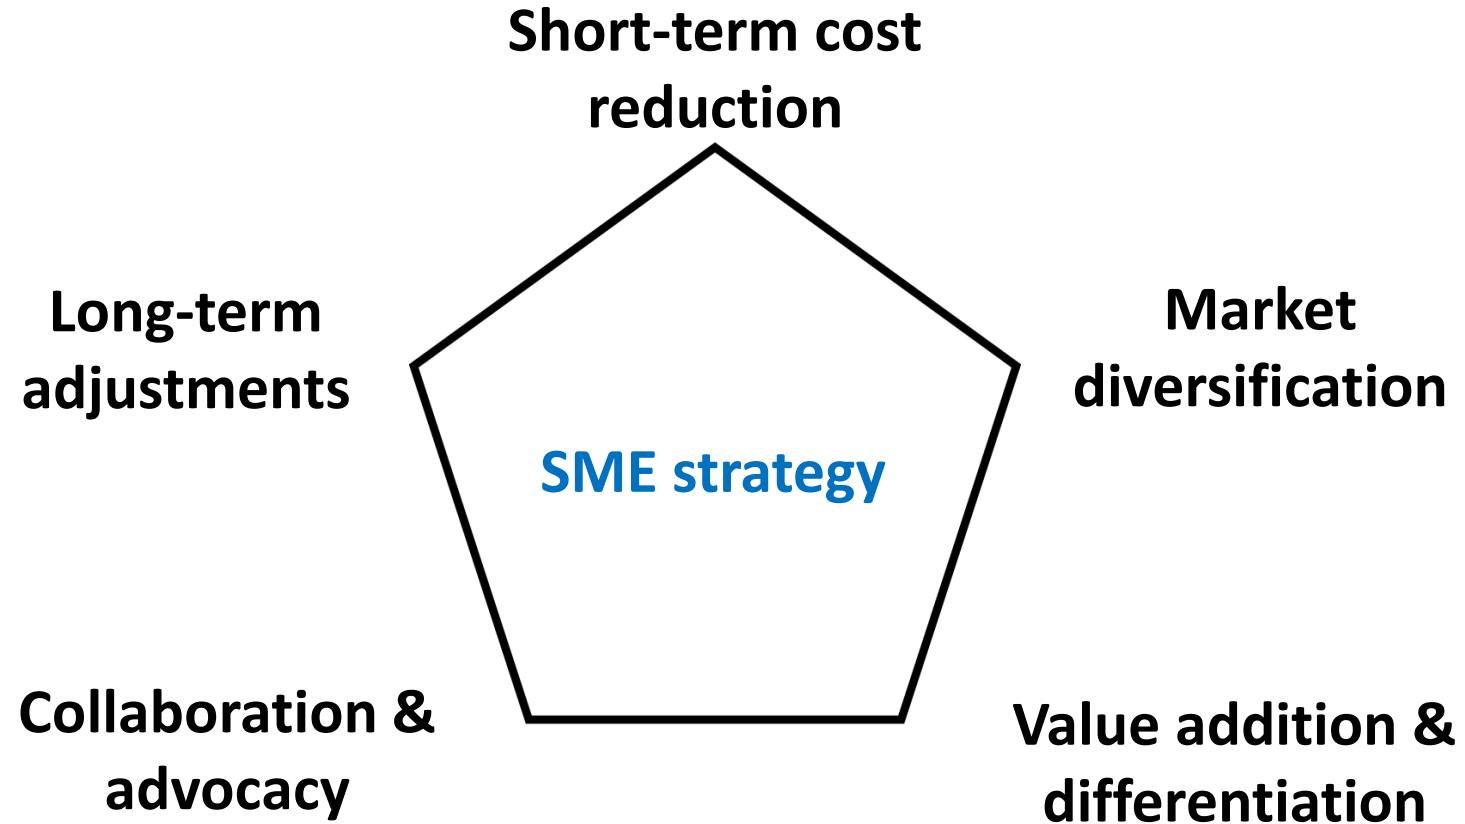 Short-term cost
reduction
Long-term
adjustments
Market
diversification
SME strategy
Collaboration &
advocacy
Value addition &
differentiation